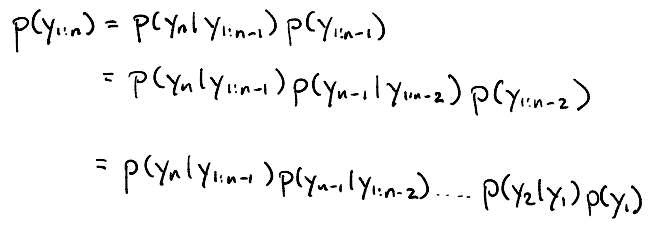 p(y₁:ₙ) = p(yₙ|y₁:ₙ₋₁) p(y₁:ₙ₋₁)
= p(yₙ|y₁:ₙ₋₁) p(yₙ₋₁|y₁:ₙ₋₂) p(y₁:ₙ₋₂)
= p(yₙ|y₁:ₙ₋₁) p(yₙ₋₁|y₁:ₙ₋₂) ..... p(y₂|y₁) p(y₁)